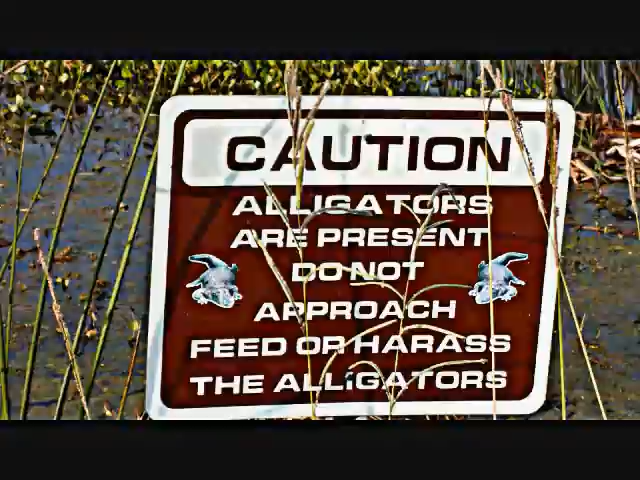 CAUTION
ALLIGATORS
ARE PRESENT
DO NOT
APPROACH
FEED OR HARASS
THE ALLIGATORS